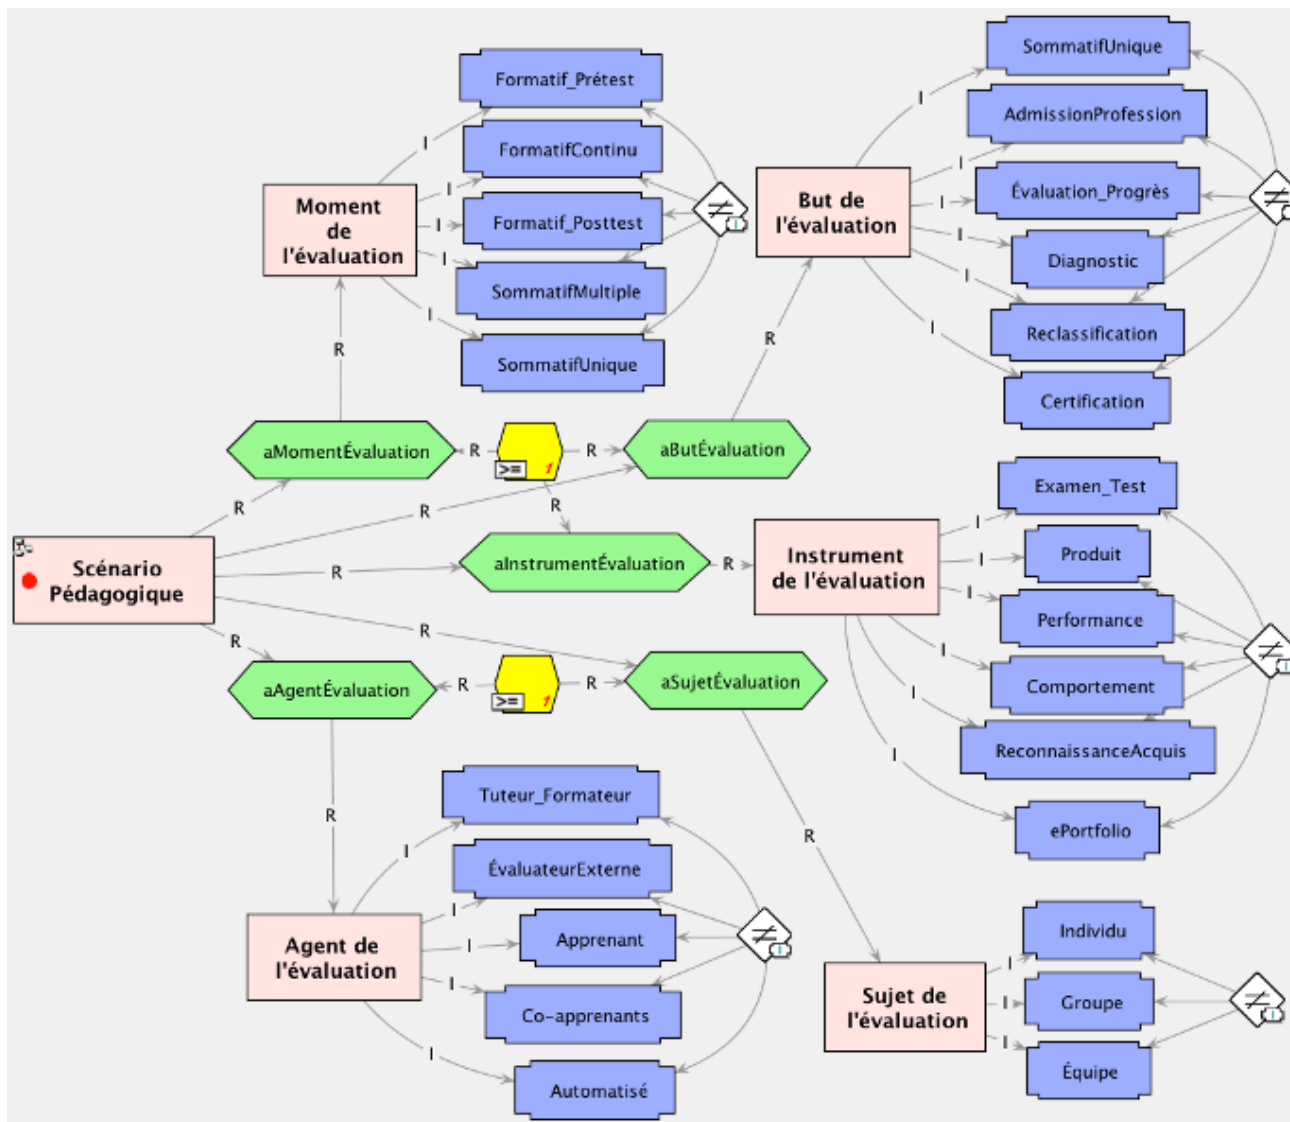 Formatif_Prétest
I
FormatifContinu
I
Moment
de
l'évaluation
I
Formatif_Posttest
≠
I
SommatifMultiple
I
SommatifUnique
SommatifUnique
I
AdmissionProfession
I
But de
l'évaluation
I
Évaluation_Progrès
≠
I
Diagnostic
I
Reclassification
I
Certification
R
R
aMomentÉvaluation
R
>=
1
R
aButÉvaluation
R
R
R
Scénario
Pédagogique
R
aInstrumentÉvaluation
R
Instrument
de l'évaluation
I
Examen_Test
I
Produit
I
Performance
≠
I
Comportement
I
ReconnaissanceAcquis
I
ePortfolio
R
R
aAgentÉvaluation
R
>=
1
R
aSujetÉvaluation
R
R
Tuteur_Formateur
I
ÉvaluateurExterne
I
Agent de
l'évaluation
I
Apprenant
≠
I
Co-apprenants
I
Automatisé
Sujet de
l'évaluation
I
Individu
I
Groupe
≠
I
Équipe